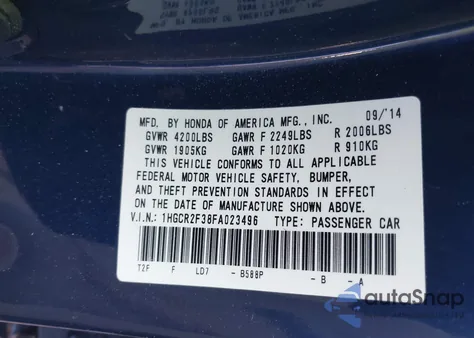 MFD. BY HONDA OF AMERICA MFG., INC. 09/'14
GVWR 4200LBS GAWR F 2249LBS R 2006LBS
GVWR 1905KG GAWR F 1020KG R 910KG
THIS VEHICLE CONFORMS TO ALL APPLICABLE
FEDERAL MOTOR VEHICLE SAFETY, BUMPER,
AND THEFT PREVENTION STANDARDS IN EFFECT
ON THE DATE OF MANUFACTURE SHOWN ABOVE.
V.I.N.: 1HGCR2F36FA023496 TYPE: PASSENGER CAR
T2F F LD7 - B588P - B - A
autoSnap